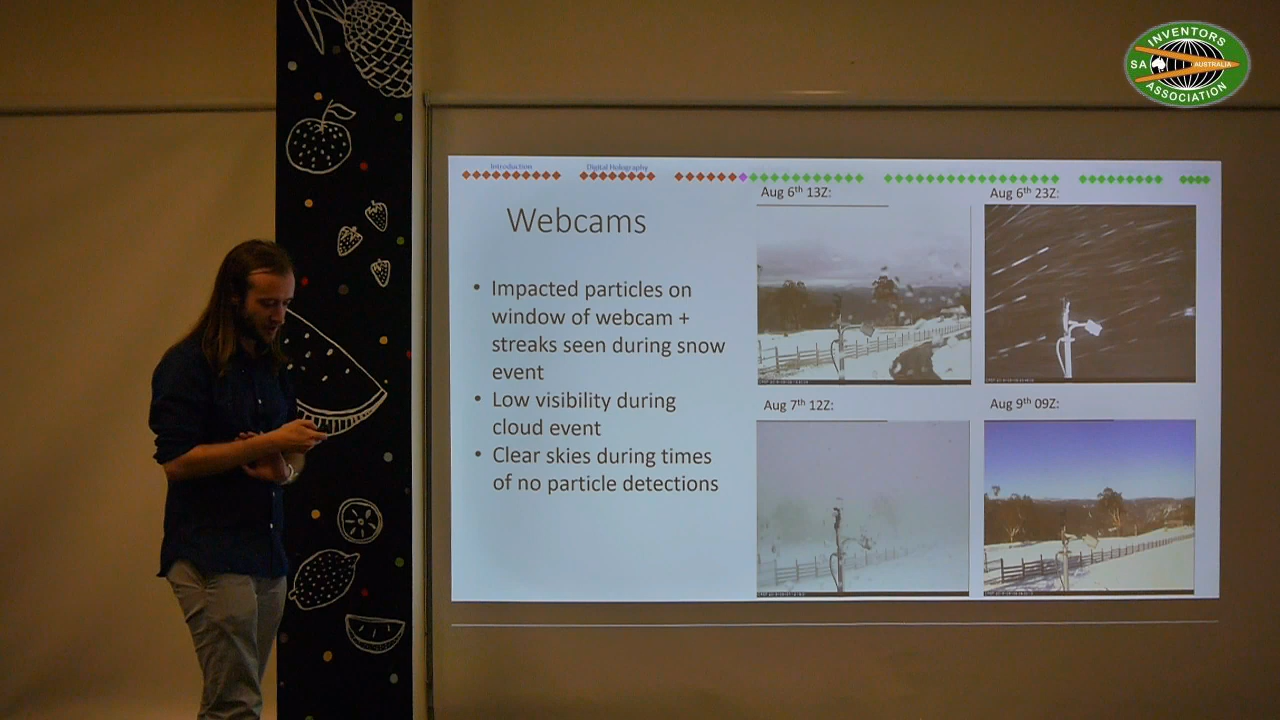 INVENTORS
SA AUSTRALIA
ASSOCIATION
Introduction
Digital Holography
Webcams
• Impacted particles on
window of webcam +
streaks seen during snow
event
• Low visibility during
cloud event
• Clear skies during times
of no particle detections
Aug 6th 13Z:
Aug 6th 23Z:
Aug 7th 12Z:
Aug 9th 09Z: